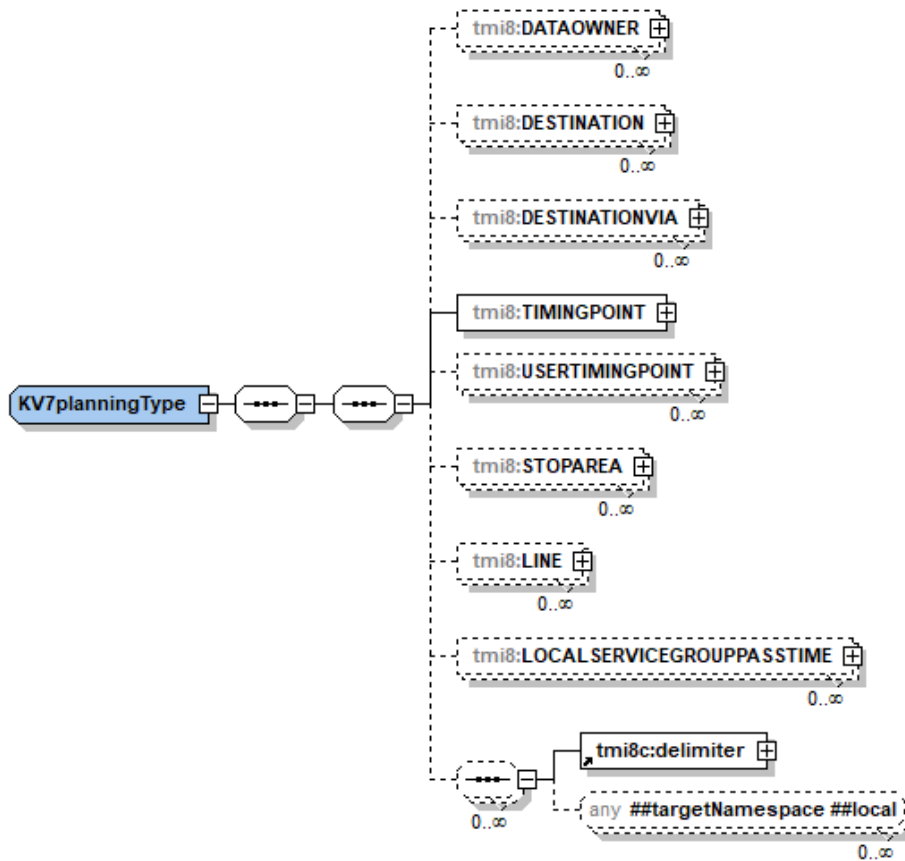 tmi8:DATAOWNER
0..∞
tmi8:DESTINATION
0..∞
tmi8:DESTINATIONVIA
0..∞
tmi8:TIMINGPOINT
tmi8:USERTIMINGPOINT
0..∞
KV7planningType
tmi8:STOPAREA
0..∞
tmi8:LINE
0..∞
tmi8:LOCALSERVICEGROUPPASSTIME
0..∞
tmi8c:delimiter
0..∞
any ##targetNamespace ##local
0..∞